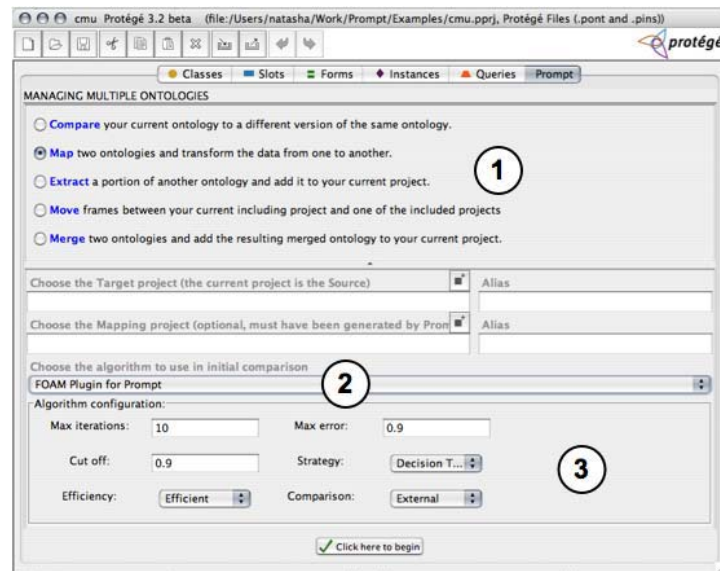 cmu Protégé 3.2 beta (file:/Users/natasha/Work/Prompt/Examples/cmu.pprj, Protégé Files (.pont and .pins))
protégé
Classes Slots Forms Instances Queries Prompt
MANAGING MULTIPLE ONTOLOGIES
Compare your current ontology to a different version of the same ontology.
Map two ontologies and transform the data from one to another.
1
Extract a portion of another ontology and add it to your current project.
Move frames between your current including project and one of the included projects
Merge two ontologies and add the resulting merged ontology to your current project.
Choose the Target project (the current project is the Source) Alias
Choose the Mapping project (optional, must have been generated by Pron Alias
Choose the algorithm to use in initial comparison
2
FOAM Plugin for Prompt
Algorithm configuration:
Max iterations: 10 Max error: 0.9
Cut off: 0.9 Strategy: Decision T...
3
Efficiency: Efficient Comparison: External
Click here to begin